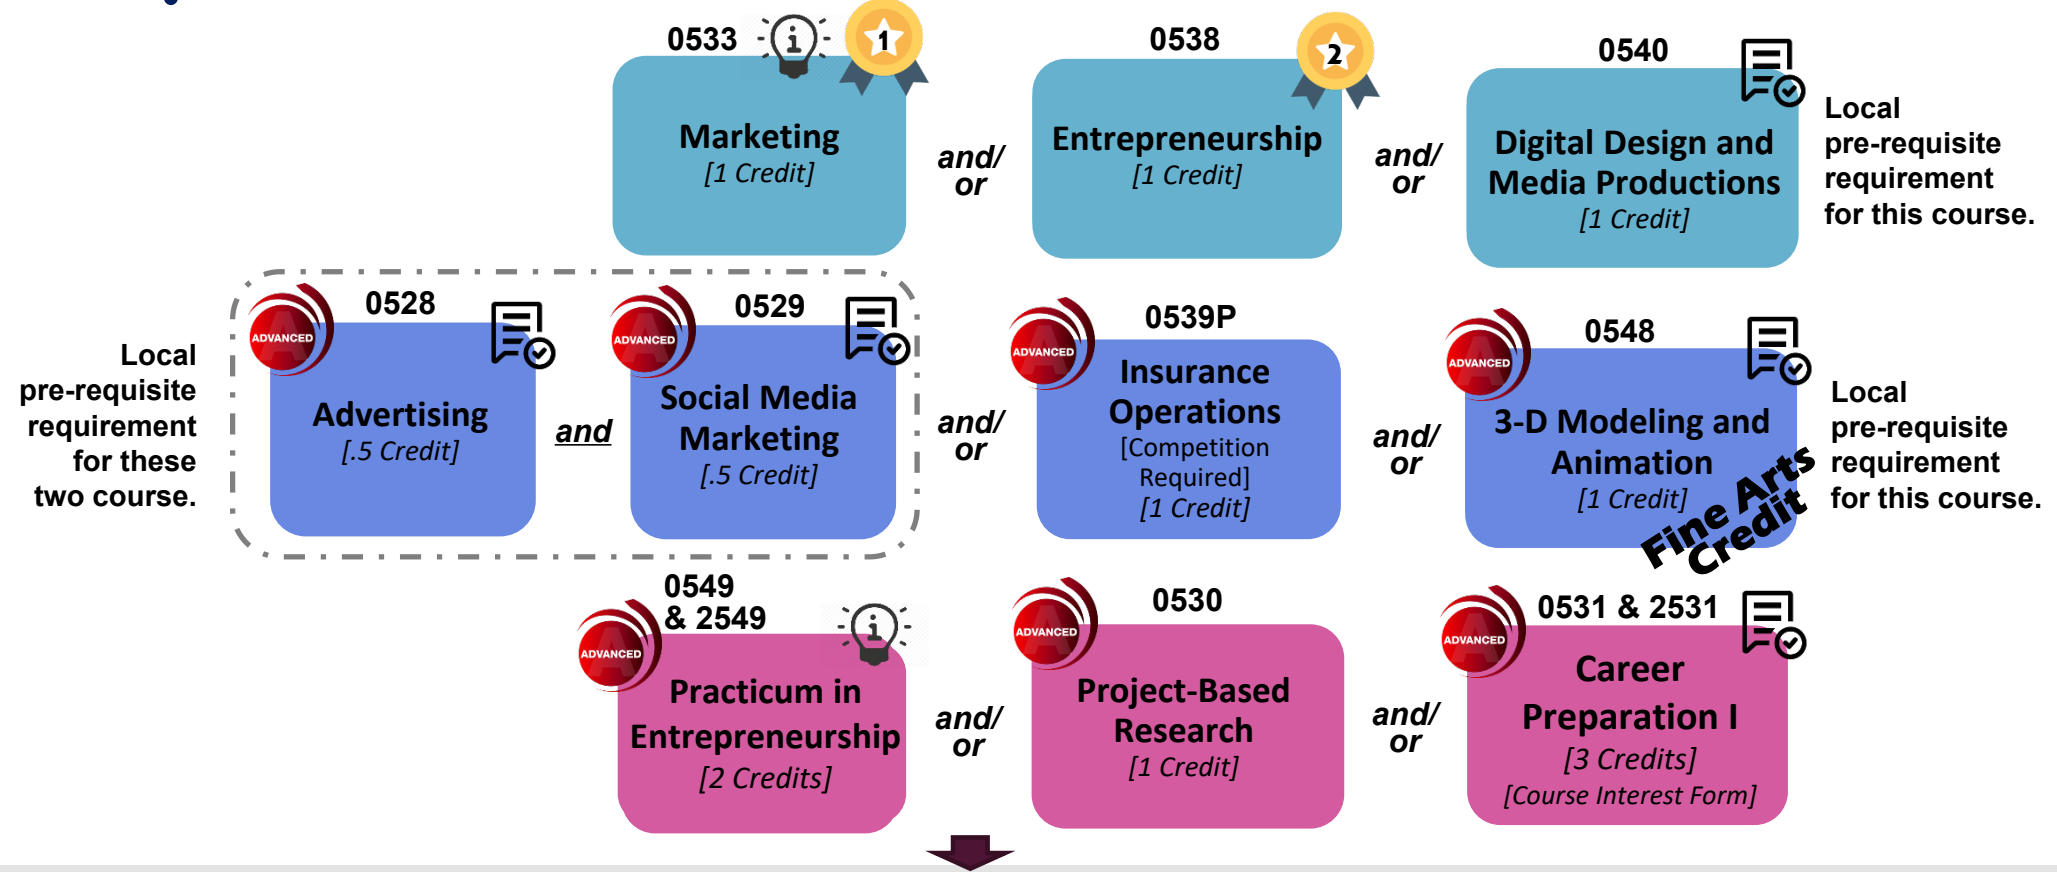 0533
i
1
Marketing
[1 Credit]
and/
or
0538
2
Entrepreneurship
[1 Credit]
and/
or
0540
Digital Design and
Media Productions
[1 Credit]
Local
pre-requisite
requirement
for this course.
Local
pre-requisite
requirement
for these
two course.
0528
ADVANCED
Advertising
[.5 Credit]
and
0529
ADVANCED
Social Media
Marketing
[.5 Credit]
and/
or
0539P
ADVANCED
Insurance
Operations
[Competition
Required]
[1 Credit]
and/
or
0548
ADVANCED
3-D Modeling and
Animation
[1 Credit]
Fine Arts
Credit
Local
pre-requisite
requirement
for this course.
0549
& 2549
i
ADVANCED
Practicum in
Entrepreneurship
[2 Credits]
and/
or
0530
ADVANCED
Project-Based
Research
[1 Credit]
and/
or
0531 & 2531
ADVANCED
Career
Preparation I
[3 Credits]
[Course Interest Form]